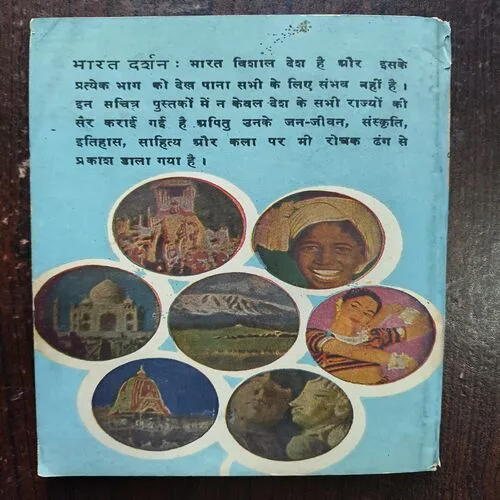 भारत दर्शन : भारत विशाल देश है और इसके
प्रत्येक भाग को देख पाना सभी के लिए संभव नहीं है ।
इन सचित्र पुस्तकों में न केवल देश के सभी राज्यों की
सैर कराई गई है अपितु उनके जन-जीवन, संस्कृति,
इतिहास, साहित्य और कला पर भी रोचक ढंग से
प्रकाश डाला गया है ।